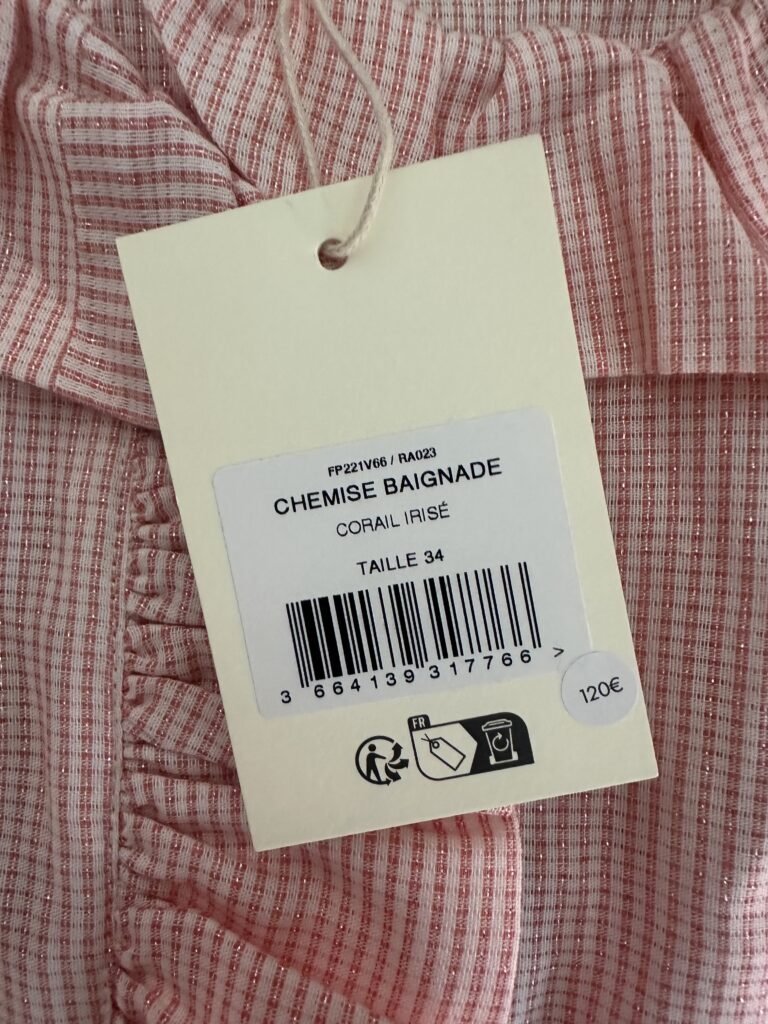 FP221V66 / RA023
CHEMISE BAIGNADE
CORAIL IRISÉ
TAILLE 34
3 664139 317766 >
120€
FR